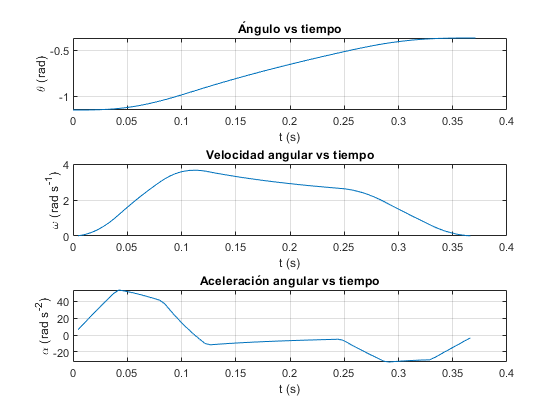 Ángulo vs tiempo
θ (rad)
-0.5
-1
0 0.05 0.1 0.15 0.2 0.25 0.3 0.35 0.4
t (s)
Velocidad angular vs tiempo
ω (rad s⁻¹)
4
2
0
0 0.05 0.1 0.15 0.2 0.25 0.3 0.35 0.4
t (s)
Aceleración angular vs tiempo
α (rad s⁻²)
40
20
0
-20
0 0.05 0.1 0.15 0.2 0.25 0.3 0.35 0.4
t (s)